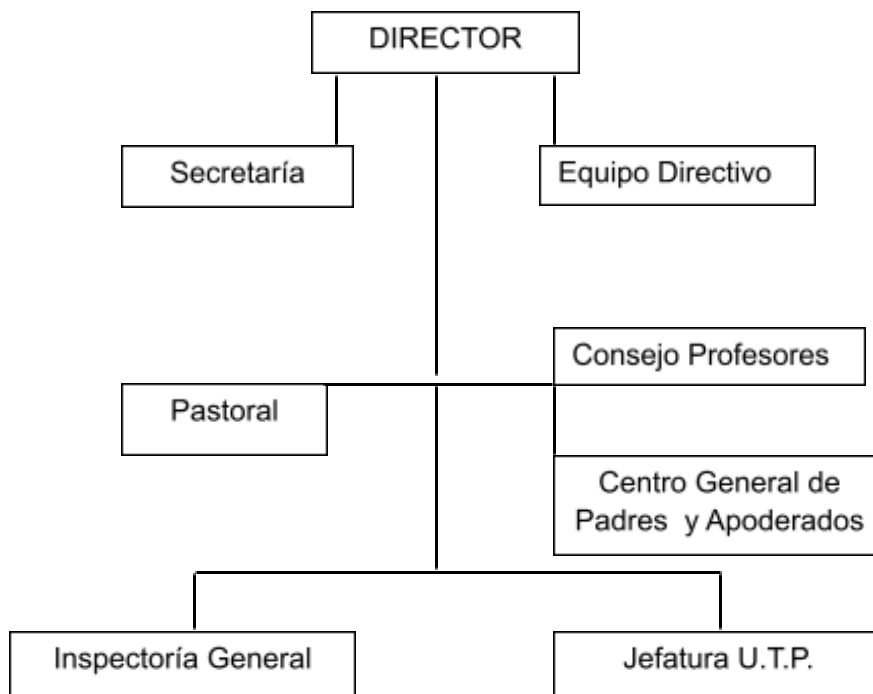 DIRECTOR
Secretaría
Equipo Directivo
Consejo Profesores
Pastoral
Centro General de
Padres y Apoderados
Inspectoría General
Jefatura U.T.P.